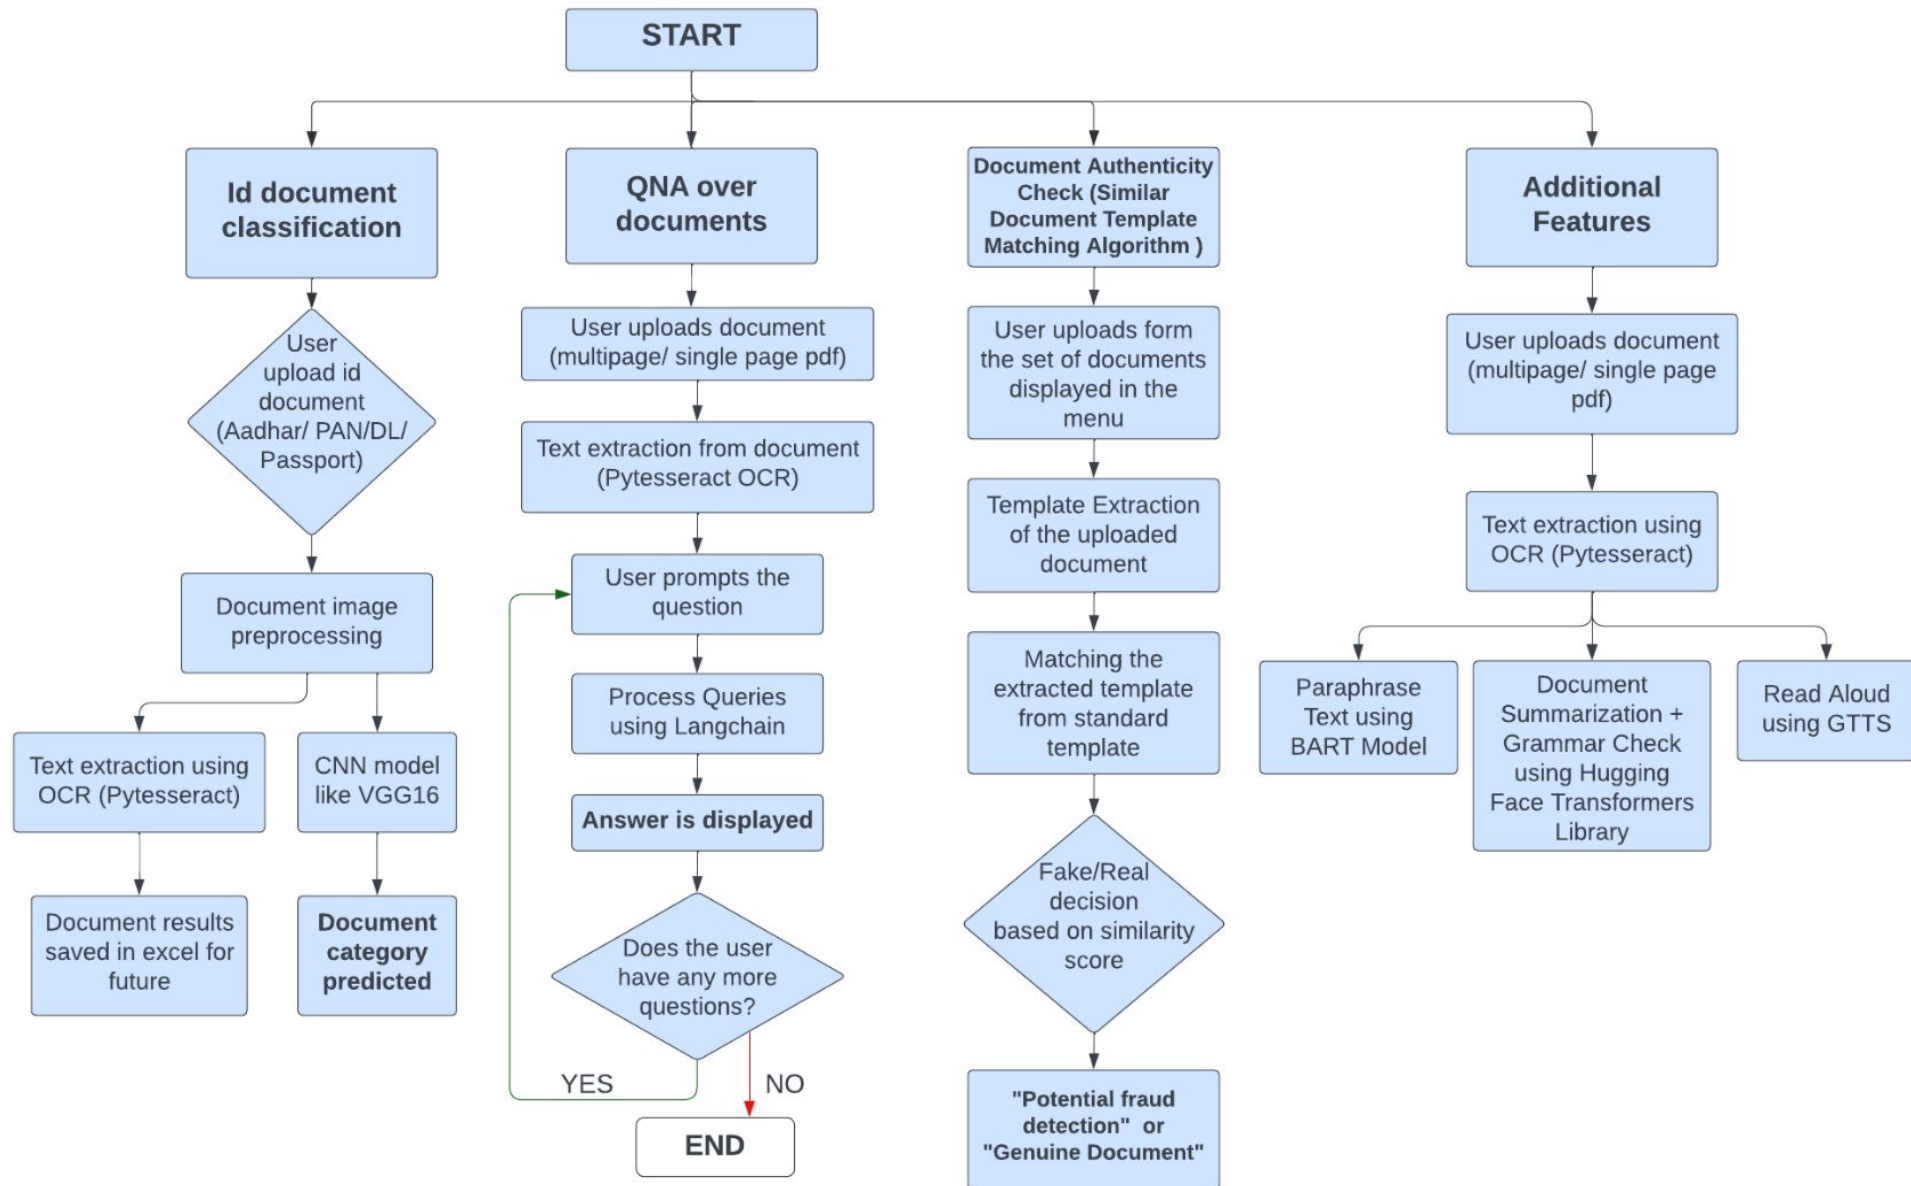 START
Id document
classification
User
upload id
document
(Aadhar/ PAN/DL/
Passport)
Document image
preprocessing
Text extraction using
OCR (Pytesseract)
Document results
saved in excel for
future
CNN model
like VGG16
Document
category
predicted
QNA over
documents
User uploads document
(multipage/ single page pdf)
Text extraction from document
(Pytesseract OCR)
User prompts the
question
Process Queries
using Langchain
Answer is displayed
Does the user
have any more
questions?
YES
NO
END
Document Authenticity
Check (Similar
Document Template
Matching Algorithm )
User uploads form
the set of documents
displayed in the
menu
Template Extraction
of the uploaded
document
Matching the
extracted template
from standard
template
Fake/Real
decision
based on similarity
score
"Potential fraud
detection" or
"Genuine Document"
Additional
Features
User uploads document
(multipage/ single page
pdf)
Text extraction using
OCR (Pytesseract)
Paraphrase
Text using
BART Model
Document
Summarization +
Grammar Check
using Hugging
Face Transformers
Library
Read Aloud
using GTTS